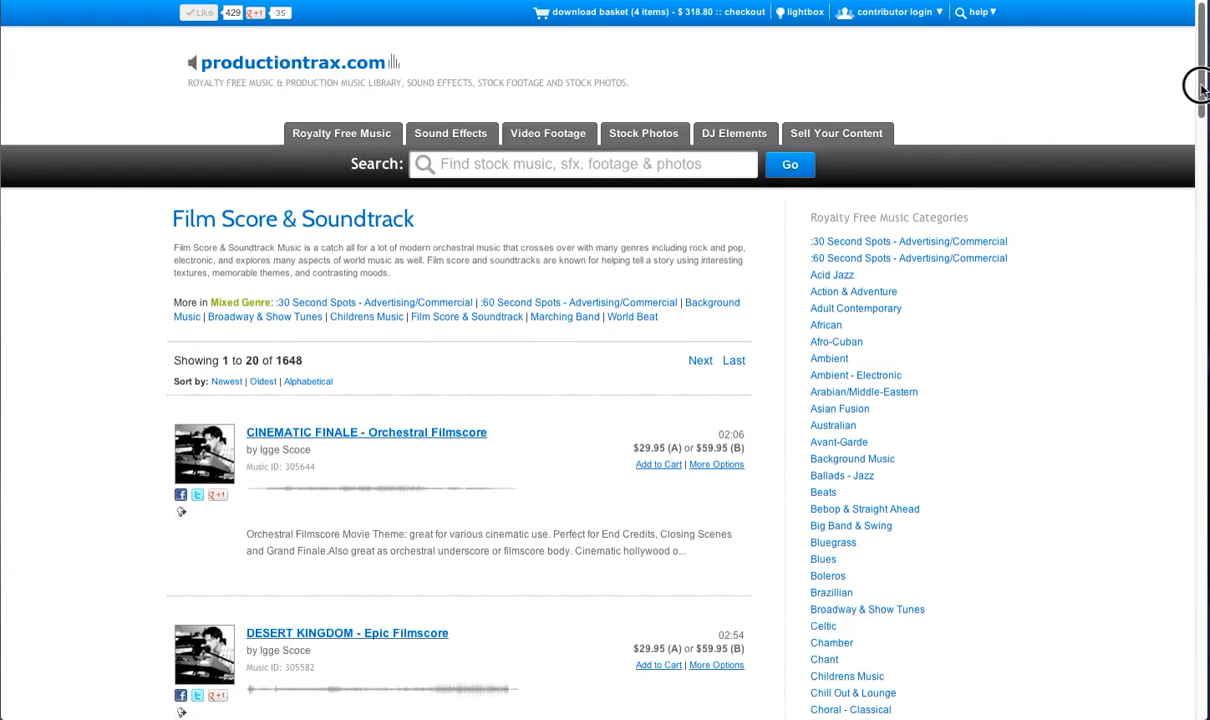 Like 429 +1 35 download basket (4 items) - $ 318.80 :: checkout | lightbox | contributor login ▼ | help▼
productiontrax.com
ROYALTY FREE MUSIC & PRODUCTION MUSIC LIBRARY, SOUND EFFECTS, STOCK FOOTAGE AND STOCK PHOTOS.
Royalty Free Music Sound Effects Video Footage Stock Photos DJ Elements Sell Your Content
Search: Find stock music, sfx, footage & photos Go
Film Score & Soundtrack
Film Score & Soundtrack Music is a catch all for a lot of modern orchestral music that crosses over with many genres including rock and pop,
electronic, and explores many aspects of world music as well. Film score and soundtracks are known for helping tell a story using interesting
textures, memorable themes, and contrasting moods.
More in Mixed Genre: :30 Second Spots - Advertising/Commercial | :60 Second Spots - Advertising/Commercial | Background
Music | Broadway & Show Tunes | Childrens Music | Film Score & Soundtrack | Marching Band | World Beat
Showing 1 to 20 of 1648 Next Last
Sort by: Newest | Oldest | Alphabetical
CINEMATIC FINALE - Orchestral Filmscore 02:06
by Igge Scoce $29.95 (A) or $59.95 (B)
Music ID: 305644 Add to Cart | More Options
+1
Orchestral Filmscore Movie Theme: great for various cinematic use. Perfect for End Credits, Closing Scenes
and Grand Finale.Also great as orchestral underscore or filmscore body. Cinematic hollywood o...
DESERT KINGDOM - Epic Filmscore 02:54
by Igge Scoce $29.95 (A) or $59.95 (B)
Music ID: 305582 Add to Cart | More Options
+1
Royalty Free Music Categories
:30 Second Spots - Advertising/Commercial
:60 Second Spots - Advertising/Commercial
Acid Jazz
Action & Adventure
Adult Contemporary
African
Afro-Cuban
Ambient
Ambient - Electronic
Arabian/Middle-Eastern
Asian Fusion
Australian
Avant-Garde
Background Music
Ballads - Jazz
Beats
Bebop & Straight Ahead
Big Band & Swing
Bluegrass
Blues
Boleros
Brazillian
Broadway & Show Tunes
Celtic
Chamber
Chant
Childrens Music
Chill Out & Lounge
Choral - Classical